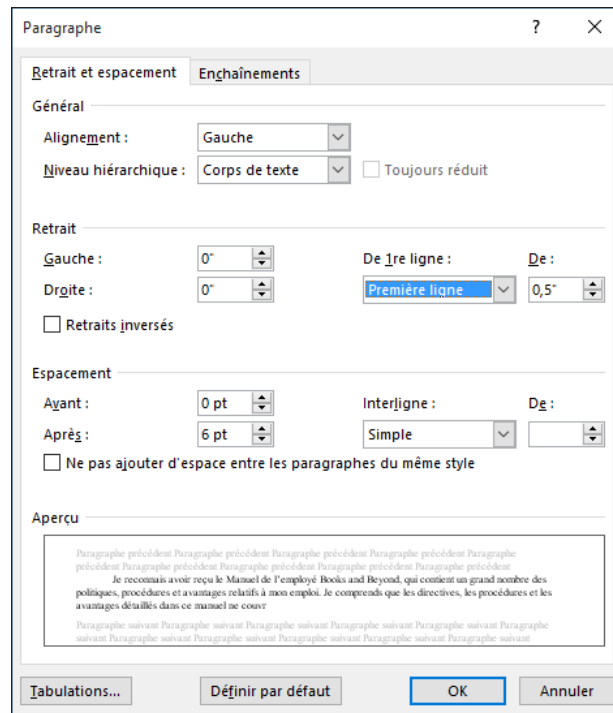 Paragraphe ? ×
Retrait et espacement Enchaînements
Général
Alignement : Gauche
Niveau hiérarchique : Corps de texte Toujours réduit
Retrait
Gauche : 0" De 1re ligne : De :
Droite : 0" Première ligne 0,5"
Retraits inversés
Espacement
Avant : 0 pt Interligne : De :
Après : 6 pt Simple
Ne pas ajouter d'espace entre les paragraphes du même style
Aperçu
Paragraphe précédent Paragraphe précédent Paragraphe précédent Paragraphe précédent Paragraphe
précédent Paragraphe précédent Paragraphe précédent Paragraphe précédent Paragraphe précédent
Je reconnais avoir reçu le Manuel de l'employé Books and Beyond, qui contient un grand nombre des
politiques, procédures et avantages relatifs à mon emploi. Je comprends que les directives, les procédures et les
avantages détaillés dans ce manuel ne couvr
Paragraphe suivant Paragraphe suivant Paragraphe suivant Paragraphe suivant Paragraphe suivant Paragraphe
suivant Paragraphe suivant Paragraphe suivant Paragraphe suivant Paragraphe suivant Paragraphe suivant
Tabulations... Définir par défaut OK Annuler